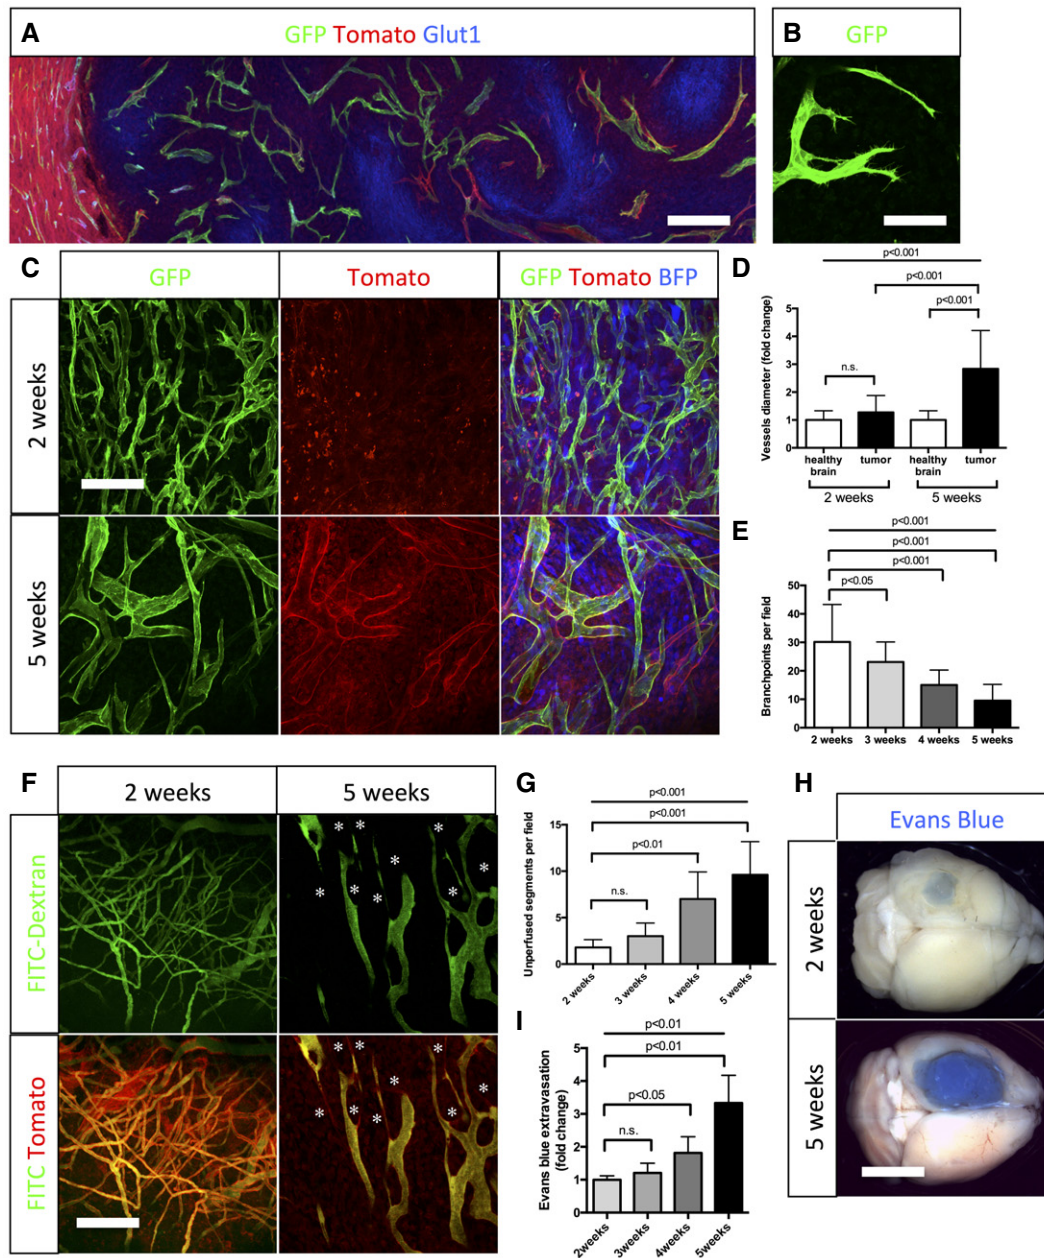 A
GFP Tomato Glut1
B
GFP
C
GFP
Tomato
GFP Tomato BFP
2 weeks
5 weeks
D
p<0.001
p<0.001
p<0.001
n.s.
Vessels diameter (fold change)
5
4
3
2
1
0
healthy brain
tumor
healthy brain
tumor
2 weeks
5 weeks
E
p<0.001
p<0.001
p<0.001
p<0.05
Branchpoints per field
50
40
30
20
10
0
2 weeks
3 weeks
4 weeks
5 weeks
F
2 weeks
5 weeks
FITC-Dextran
* * * * * * * * * *
FITC Tomato
* * * * * * * * * *
G
p<0.001
p<0.001
p<0.01
n.s.
Unperfused segments per field
15
10
5
0
2 weeks
3 weeks
4 weeks
5 weeks
H
Evans Blue
2 weeks
5 weeks
I
p<0.01
p<0.01
p<0.05
n.s.
Evans blue extravasation
(fold change)
5
4
3
2
1
0
2weeks
3weeks
4weeks
5weeks